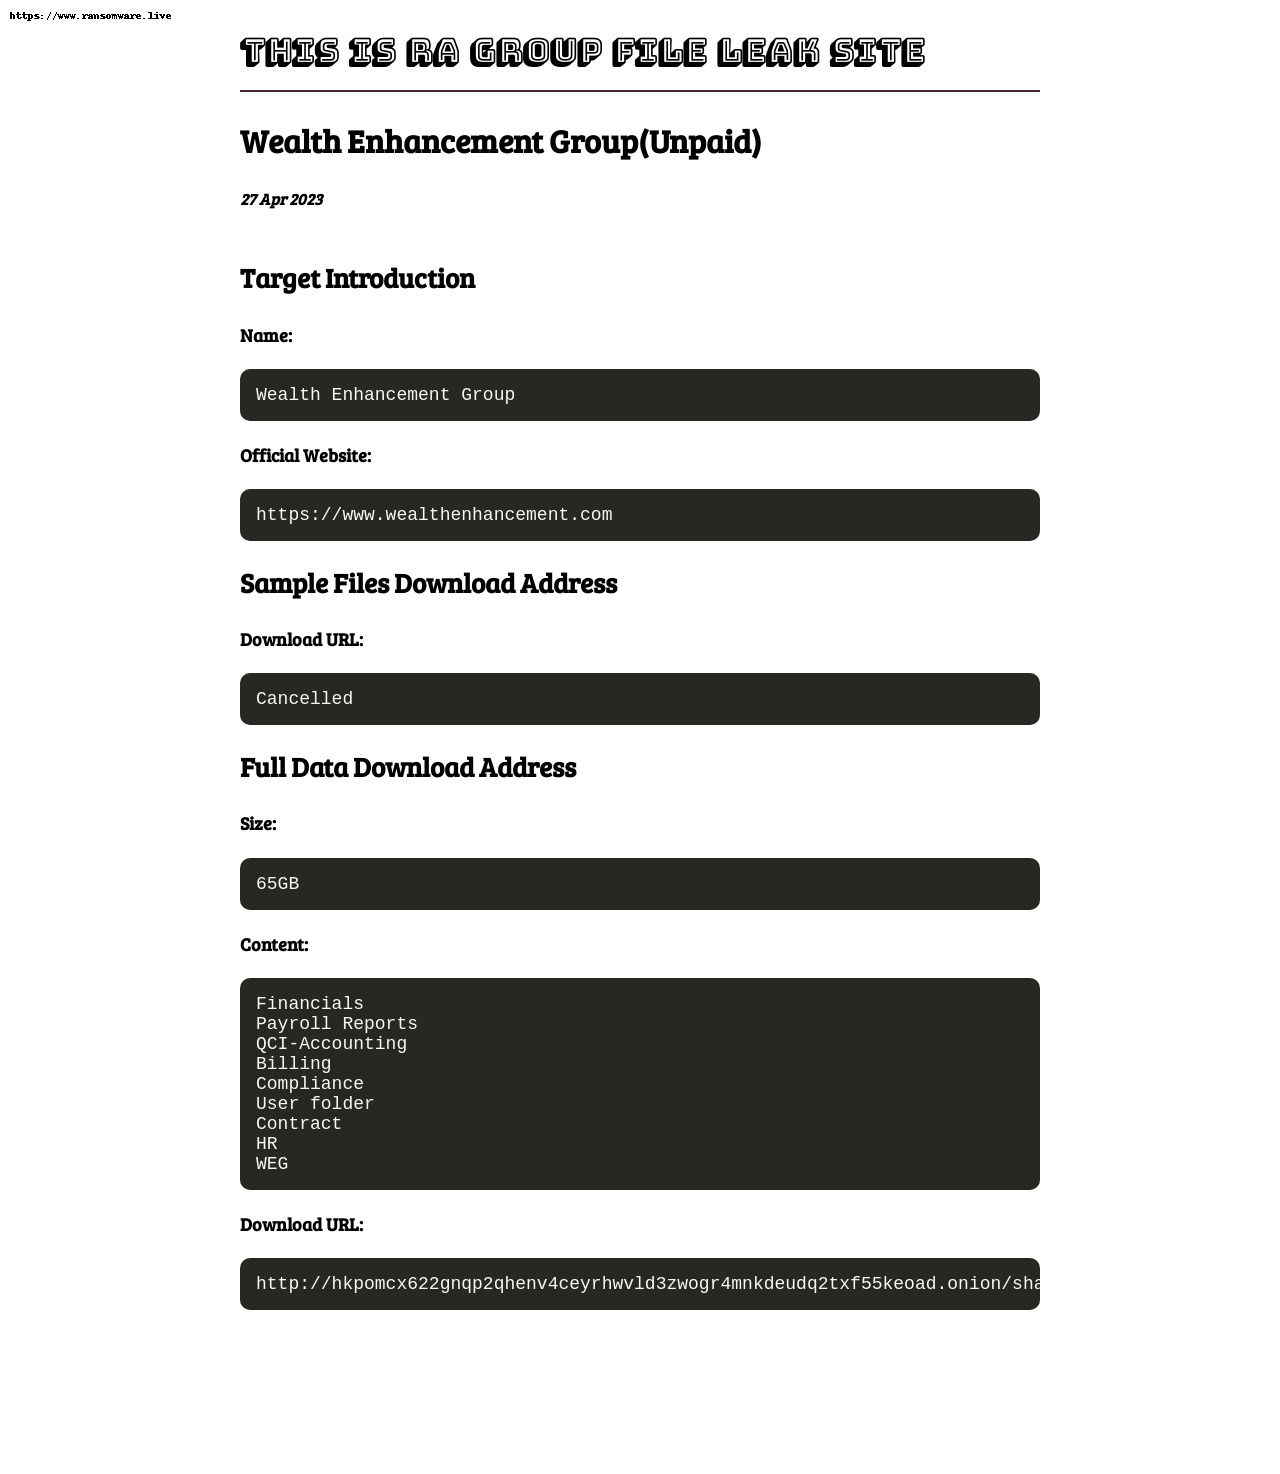 https://www.ransomware.live
THIS IS RA GROUP FILE LEAK SITE
Wealth Enhancement Group(Unpaid)
27 Apr 2023
Target Introduction
Name:
Wealth Enhancement Group
Official Website:
https://www.wealthenhancement.com
Sample Files Download Address
Download URL:
Cancelled
Full Data Download Address
Size:
65GB
Content:
Financials
Payroll Reports
QCI-Accounting
Billing
Compliance
User folder
Contract
HR
WEG
Download URL:
http://hkpomcx622gnqp2qhenv4ceyrhwvld3zwogr4mnkdeudq2txf55keoad.onion/sha